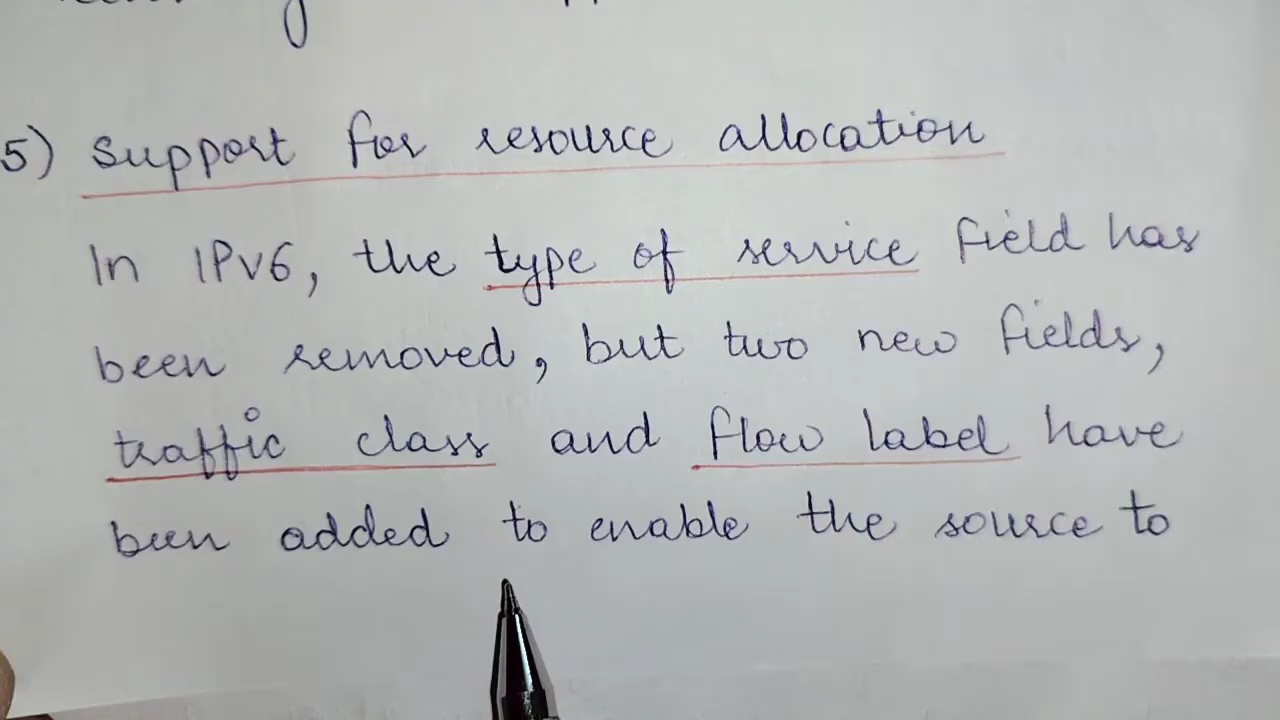 5) Support for resource allocation
In IPv6, the type of service field has
been removed, but two new fields,
traffic class and flow label have
been added to enable the source to